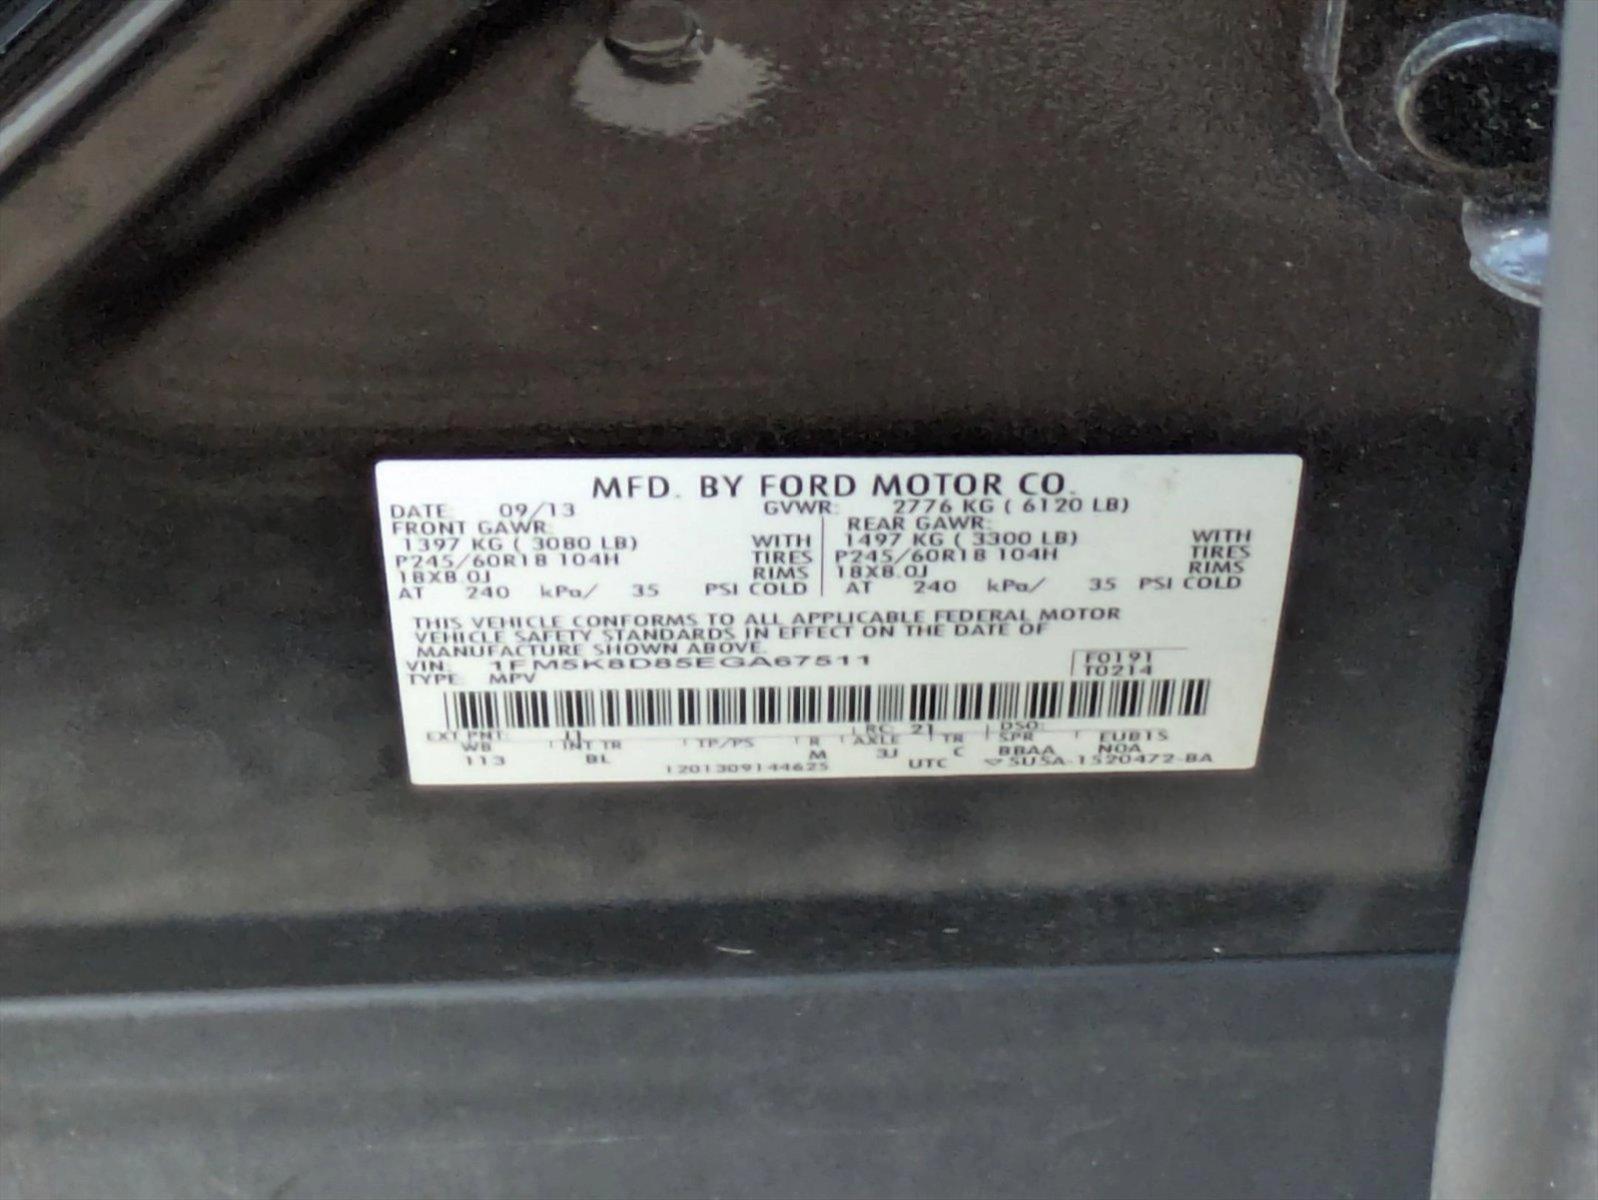 MFD. BY FORD MOTOR CO.
DATE: 09/13 GVWR: 2776 KG ( 6120 LB)
FRONT GAWR: REAR GAWR:
1397 KG ( 3080 LB) WITH 1497 KG ( 3300 LB) WITH
P245/60R18 104H TIRES P245/60R18 104H TIRES
18X8.0J RIMS 18X8.0J RIMS
AT 240 kPa/ 35 PSI COLD AT 240 kPa/ 35 PSI COLD
THIS VEHICLE CONFORMS TO ALL APPLICABLE FEDERAL MOTOR
VEHICLE SAFETY STANDARDS IN EFFECT ON THE DATE OF
MANUFACTURE SHOWN ABOVE.
VIN: 1FM5K8D85EGA67511 F0191
TYPE: MPV T0214
EXT PNT: JJ RC: 21 DSO:
WB INT TR TP/PS R AXLE TR SPR EUB1S
113 BL M 3J C BBAA NOA
1201309144625 UTC 5U5A-1520472-BA